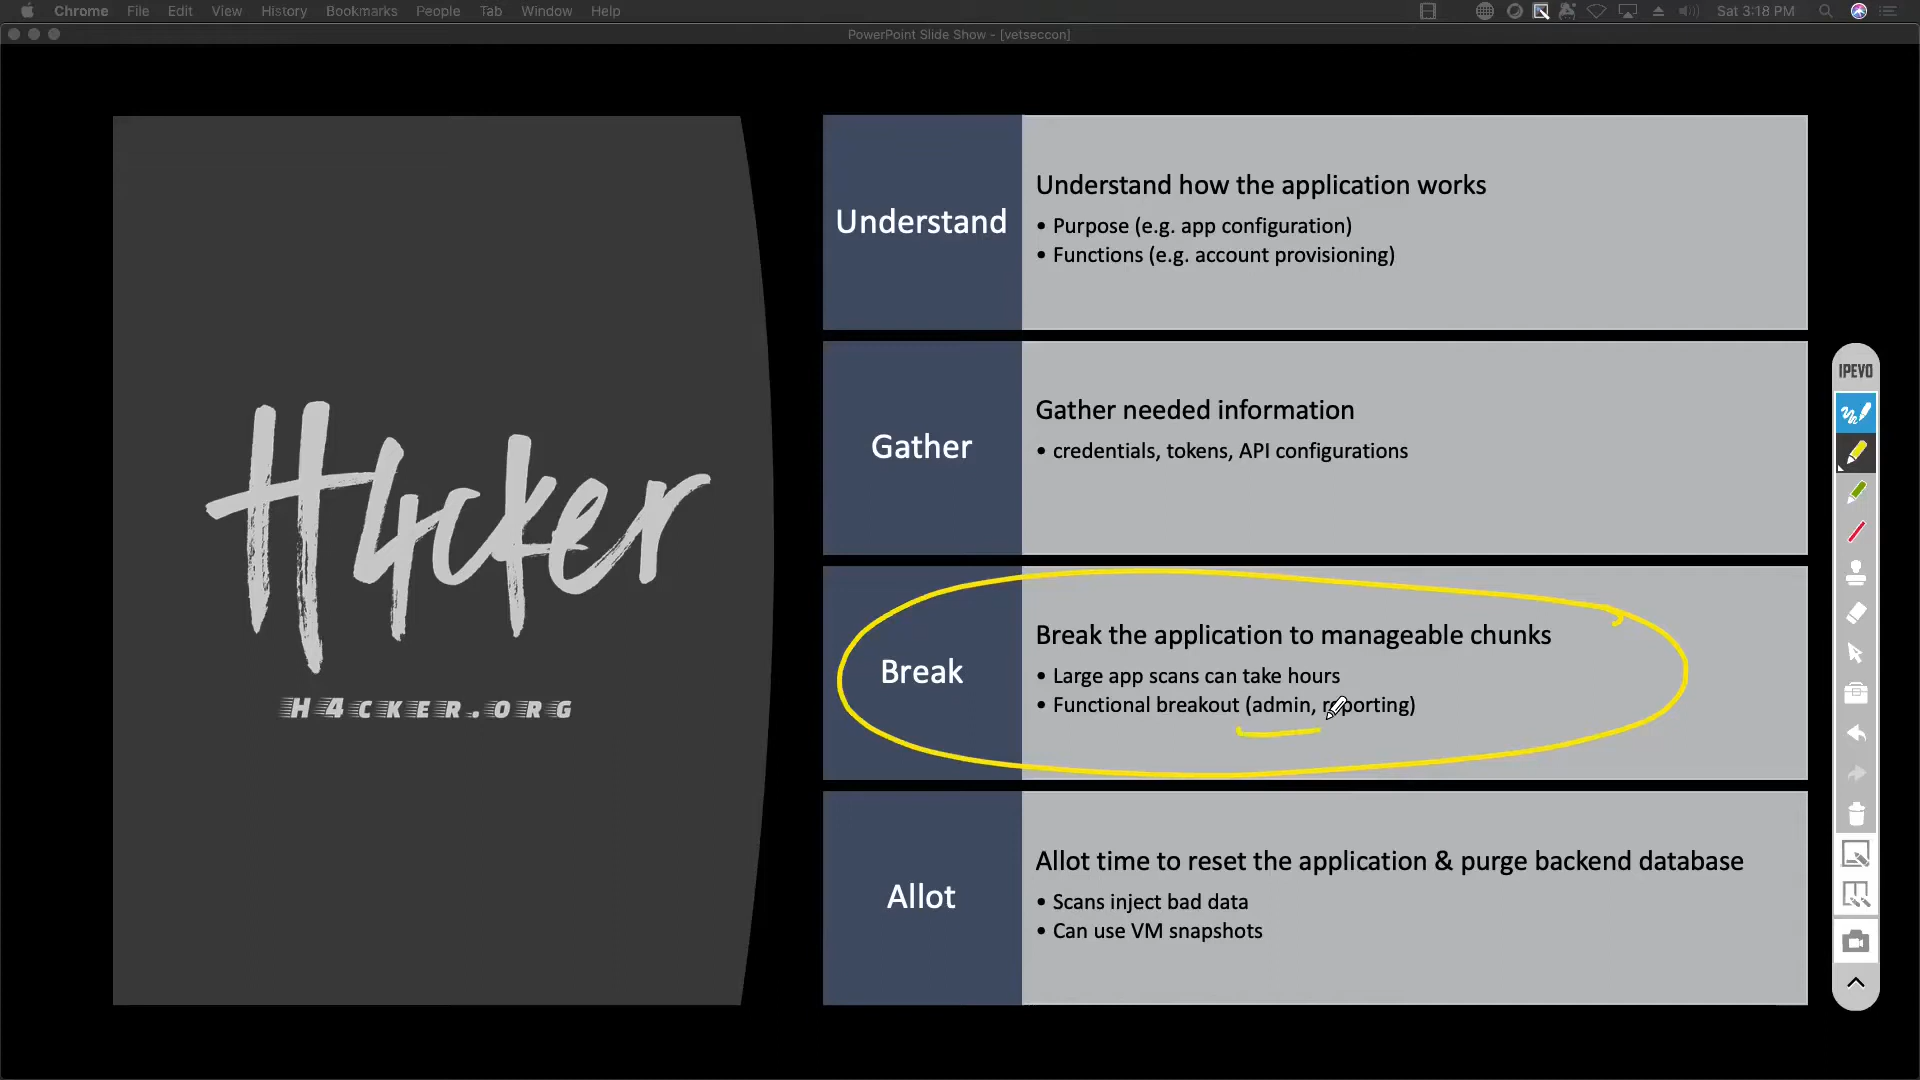 Chrome File Edit View History Bookmarks People Tab Window Help Sat 3:18 PM
PowerPoint Slide Show - [vetseccon]
H4cker
H4CKER.ORG
Understand
Understand how the application works
• Purpose (e.g. app configuration)
• Functions (e.g. account provisioning)
Gather
Gather needed information
• credentials, tokens, API configurations
Break
Break the application to manageable chunks
• Large app scans can take hours
• Functional breakout (admin, reporting)
Allot
Allot time to reset the application & purge backend database
• Scans inject bad data
• Can use VM snapshots
IPEVO